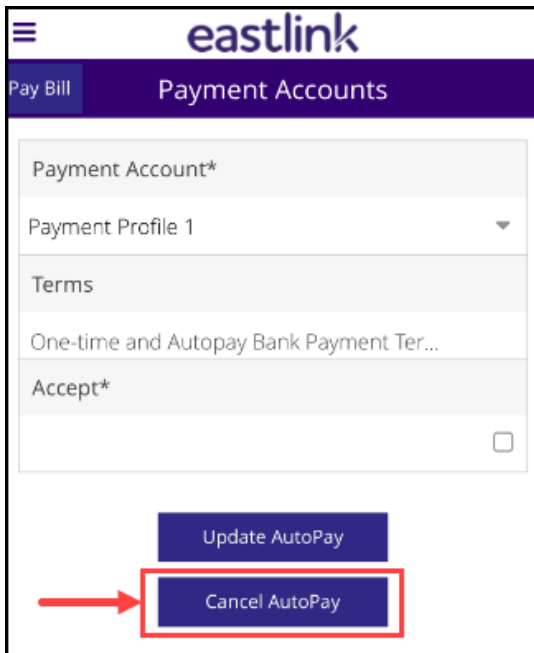 eastlink
Pay Bill
Payment Accounts
Payment Account*
Payment Profile 1
Terms
One-time and Autopay Bank Payment Ter...
Accept*
Update AutoPay
Cancel AutoPay